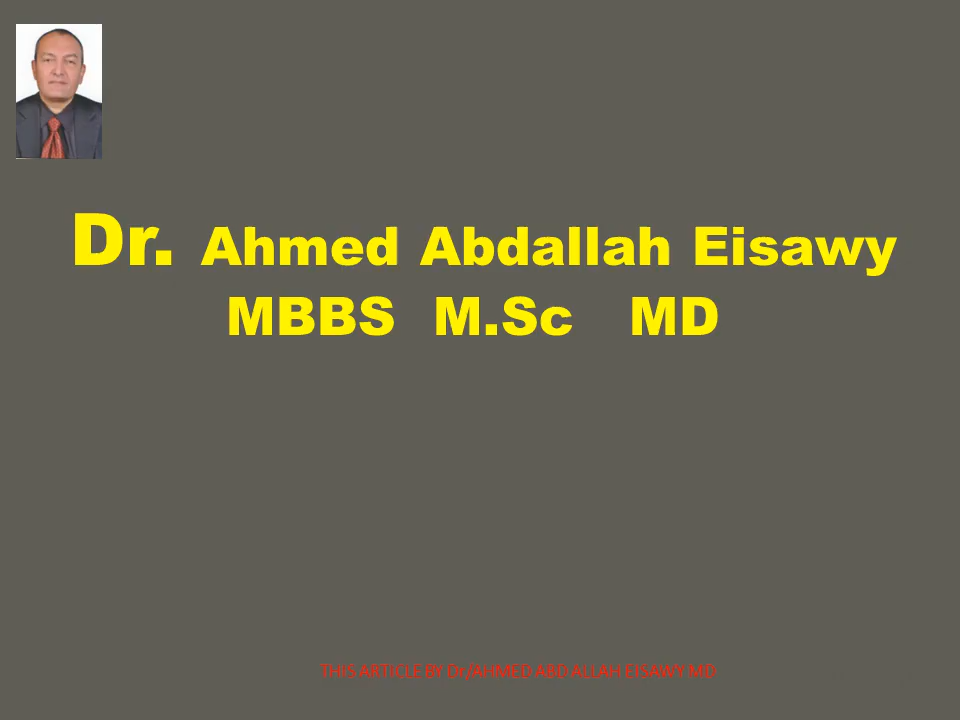 Dr. Ahmed Abdallah Eisawy
MBBS M.Sc MD
THIS ARTICLE BY Dr/AHMED ABD ALLAH EISAWY MD